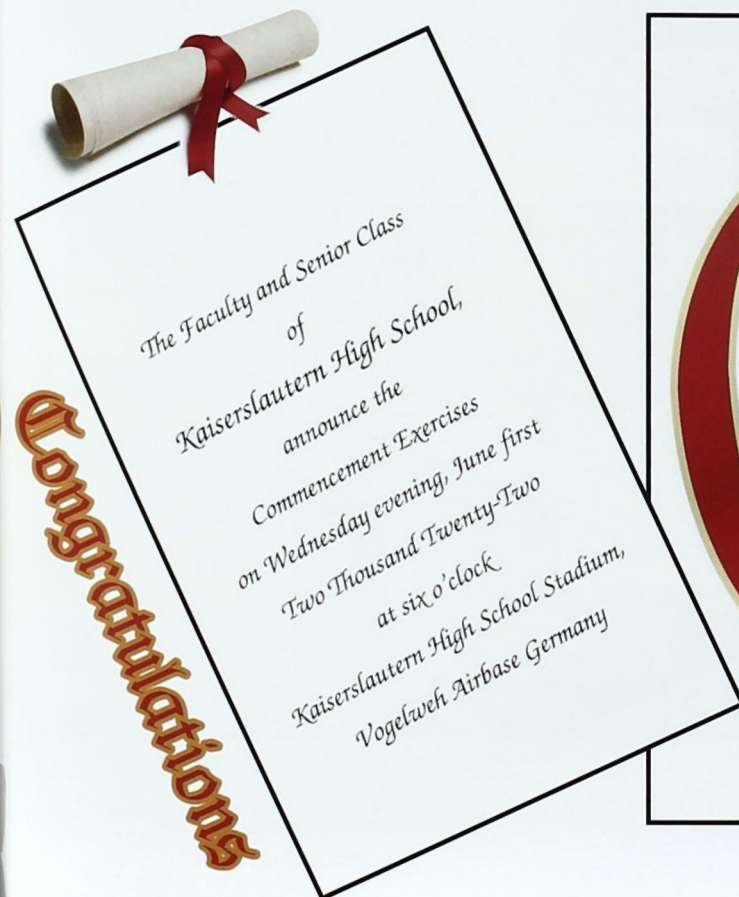 The Faculty and Senior Class
of
Kaiserslautern High School,
announce the
Commencement Exercises
on Wednesday evening, June first
Two Thousand Twenty-Two
at six o'clock
Kaiserslautern High School Stadium,
Vogelweh Airbase Germany
Congratulations